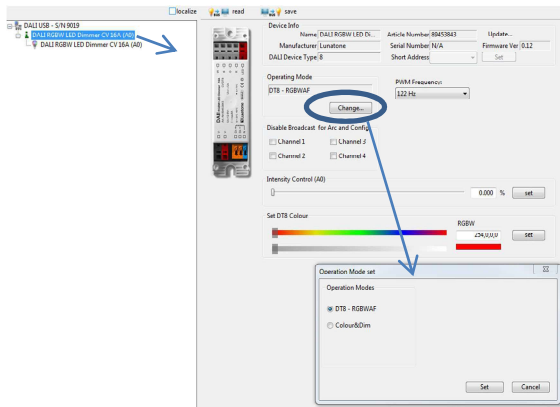 localize read save
DALI USB - S/N 9019
DALI RGBW LED Dimmer CV 16A (A0)
DALI RGBW LED Dimmer CV 16A (A0)
Device Info
Name DALI RGBW LED Di... Article Number 89453843 Update...
Manufacturer Lunatone Serial Number N/A Firmware Ver 0.12
DALI Device Type 8 Short Address Set
Operating Mode
DT8 - RGBWAF
Change...
PWM Frequency:
122 Hz
Disable Broadcast for Arc and Config
Channel 1 Channel 3
Channel 2 Channel 4
Intensity Control (A0)
0.000 % set
Set DT8 Colour
RGBW
254,0,0,0 set
Operation Mode set
Operation Modes
DT8 - RGBWAF
Colour&Dim
Set Cancel